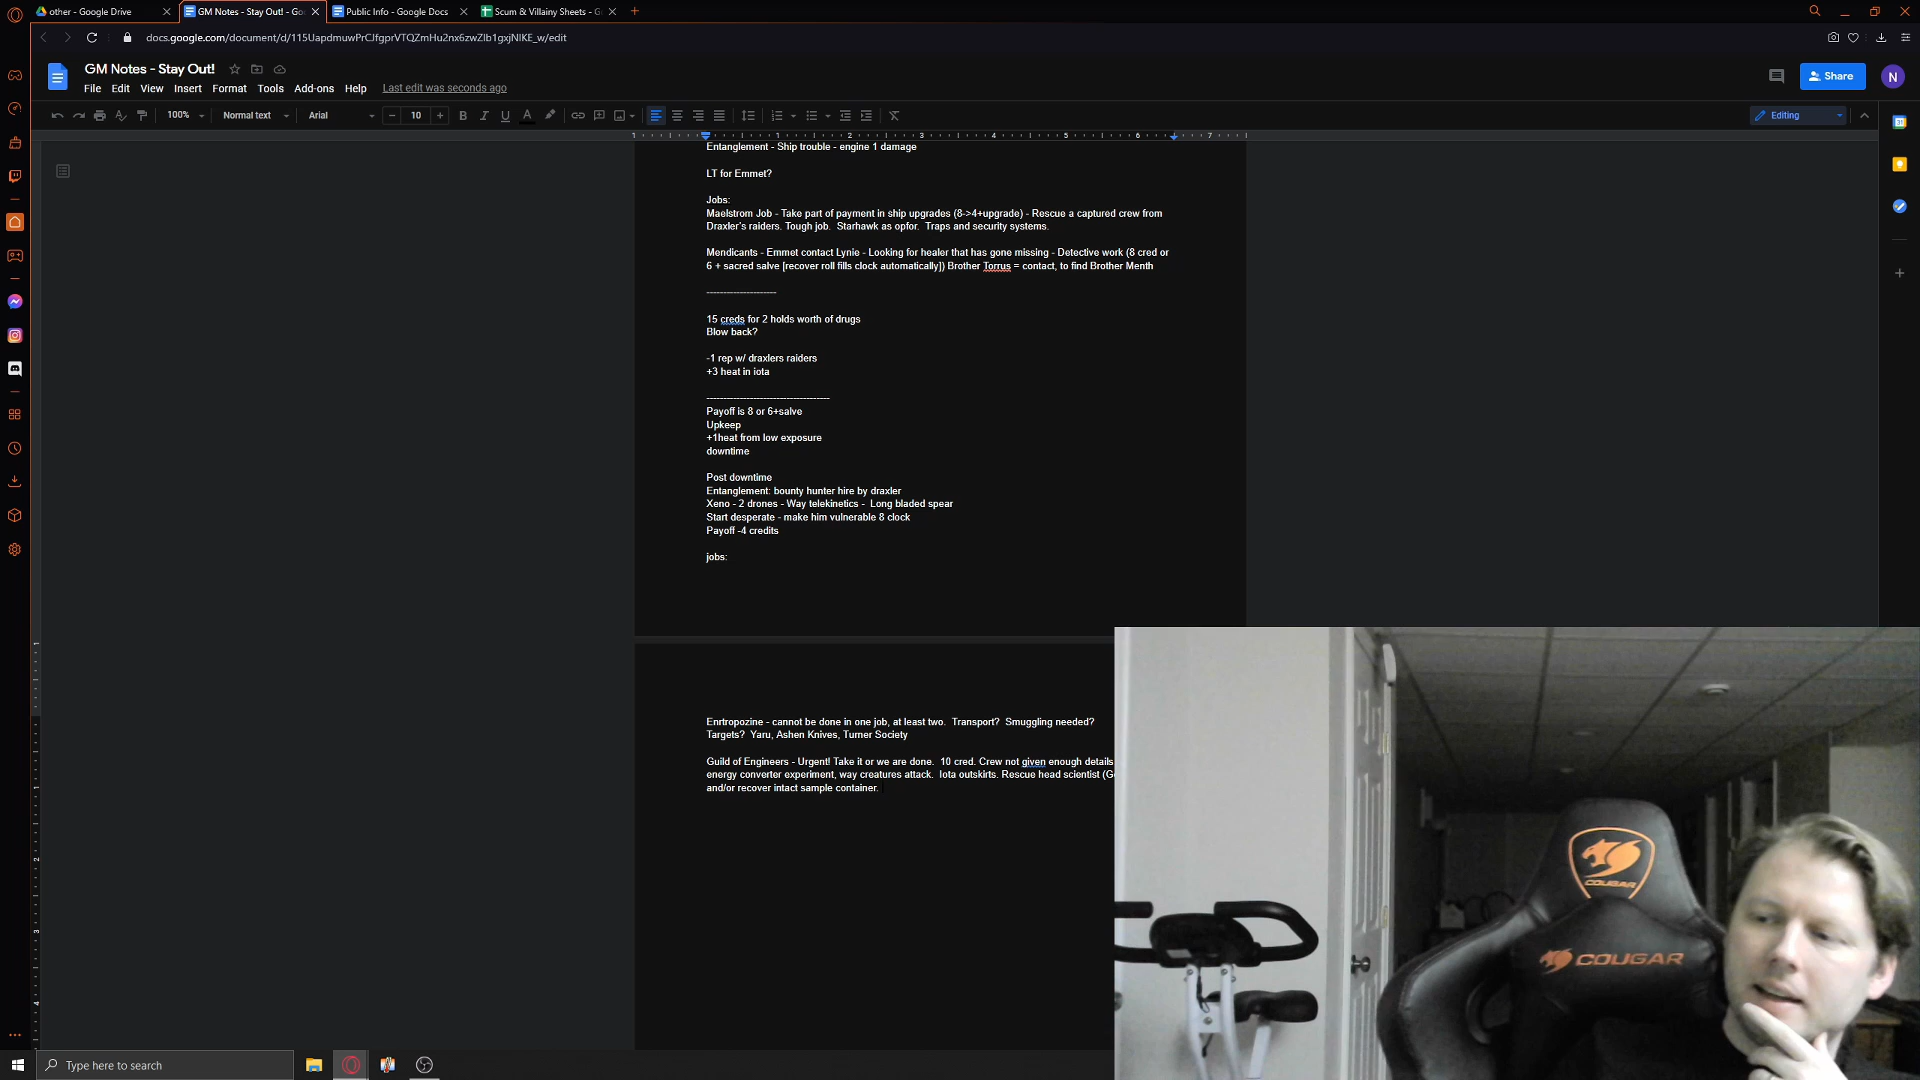 other - Google Drive
GM Notes - Stay Out! - Go
Public Info - Google Docs
Scum & Villainy Sheets - G
docs.google.com/document/d/115UapdmuwPrCJfgprVTQZmHu2nx6zwZlb1gxjNIKE_w/edit
GM Notes - Stay Out!
File Edit View Insert Format Tools Add-ons Help Last edit was seconds ago
Share
N
100% Normal text Arial 10 Editing
Entanglement - Ship trouble - engine 1 damage
LT for Emmet?
Jobs:
Maelstrom Job - Take part of payment in ship upgrades (8->4+upgrade) - Rescue a captured crew from
Draxler's raiders. Tough job. Starhawk as opfor. Traps and security systems.
Mendicants - Emmet contact Lynie - Looking for healer that has gone missing - Detective work (8 cred or
6 + sacred salve [recover roll fills clock automatically]) Brother Torrus = contact, to find Brother Menth
---------------------
15 creds for 2 holds worth of drugs
Blow back?
-1 rep w/ draxlers raiders
+3 heat in iota
-------------------------------------
Payoff is 8 or 6+salve
Upkeep
+1heat from low exposure
downtime
Post downtime
Entanglement: bounty hunter hire by draxler
Xeno - 2 drones - Way telekinetics - Long bladed spear
Start desperate - make him vulnerable 8 clock
Payoff -4 credits
jobs:
Enrtropozine - cannot be done in one job, at least two. Transport? Smuggling needed?
Targets? Yaru, Ashen Knives, Turner Society
Guild of Engineers - Urgent! Take it or we are done. 10 cred. Crew not given enough details
energy converter experiment, way creatures attack. Iota outskirts. Rescue head scientist (G
and/or recover intact sample container.
COUGAR
COUGAR
Type here to search